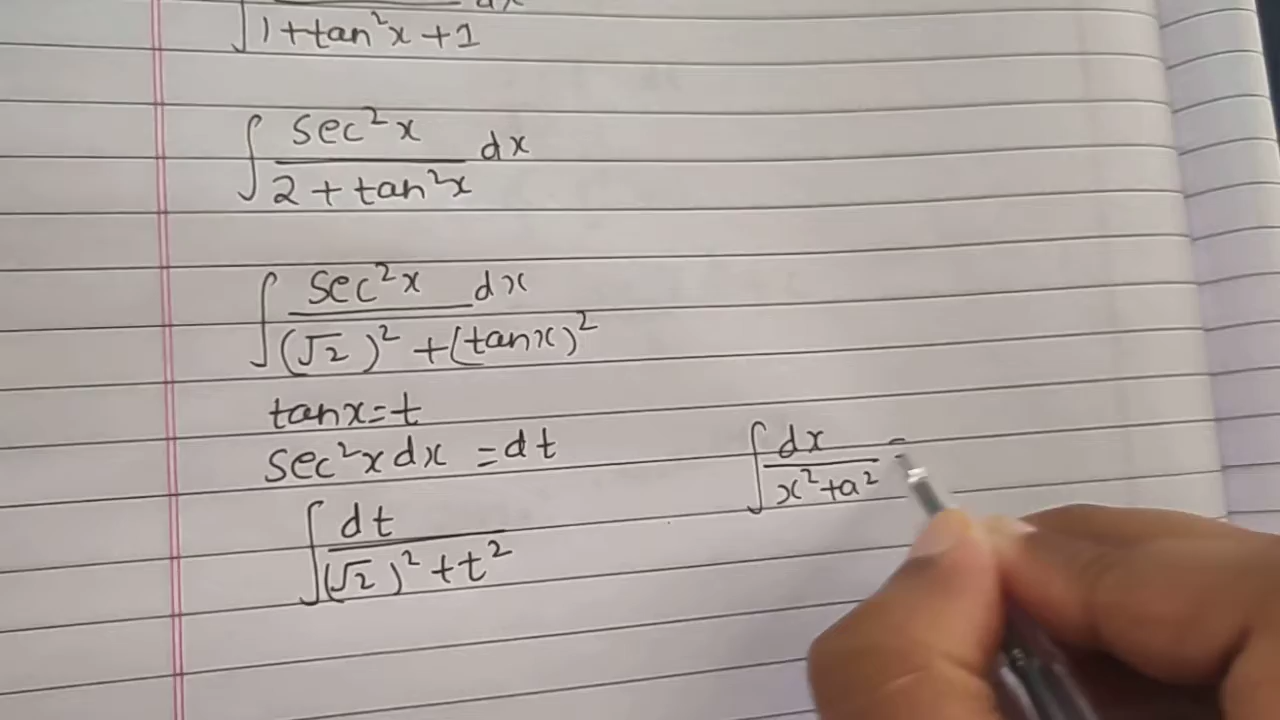 ∫ ... dx / 1+tan²x+1
∫ sec²x / 2+tan²x dx
∫ sec²x dx / (√2)²+(tanx)²
tanx=t
sec²x dx = dt
∫ dt / (√2)²+t²
∫ dx / x²+a² =